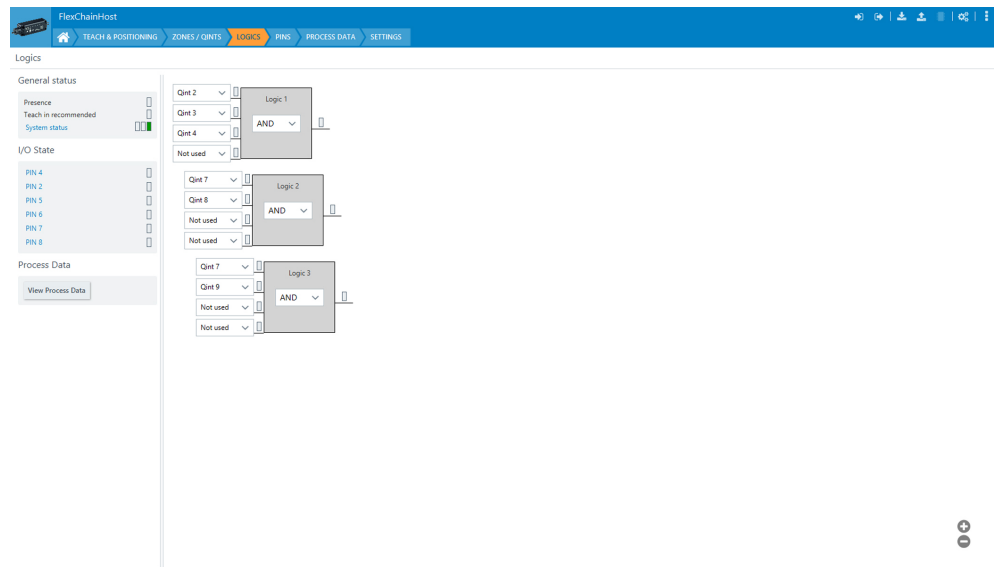 FlexChainHost
TEACH & POSITIONING ZONES / QINTS LOGICS PINS PROCESS DATA SETTINGS
Logics
General status
Presence
Teach in recommended
System status
I/O State
PIN 4
PIN 2
PIN 5
PIN 6
PIN 7
PIN 8
Process Data
View Process Data
Qint 2
Qint 3
Qint 4
Not used
Logic 1
AND
Qint 7
Qint 8
Not used
Not used
Logic 2
AND
Qint 7
Qint 9
Not used
Not used
Logic 3
AND